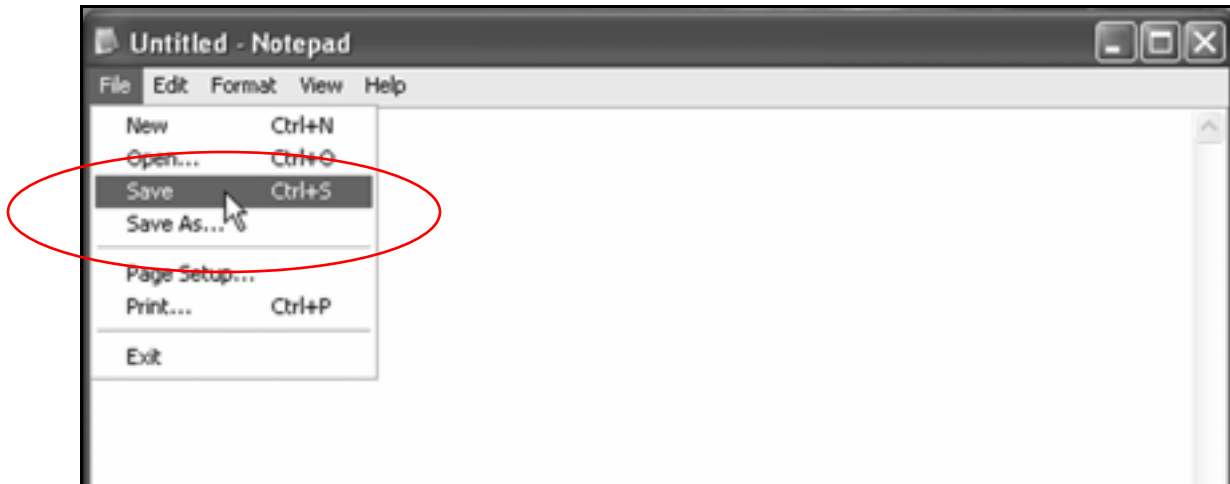 Untitled - Notepad
File Edit Format View Help
New Ctrl+N
Open... Ctrl+O
Save Ctrl+S
Save As...
Page Setup...
Print... Ctrl+P
Exit